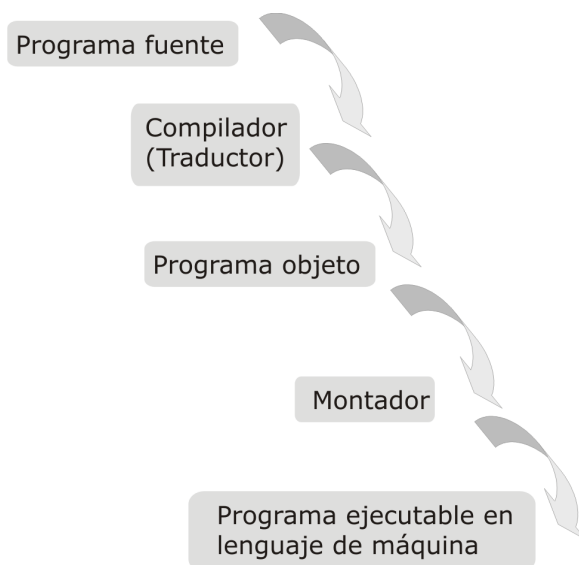 Programa fuente
Compilador
(Traductor)
Programa objeto
Montador
Programa ejecutable en
lenguaje de máquina